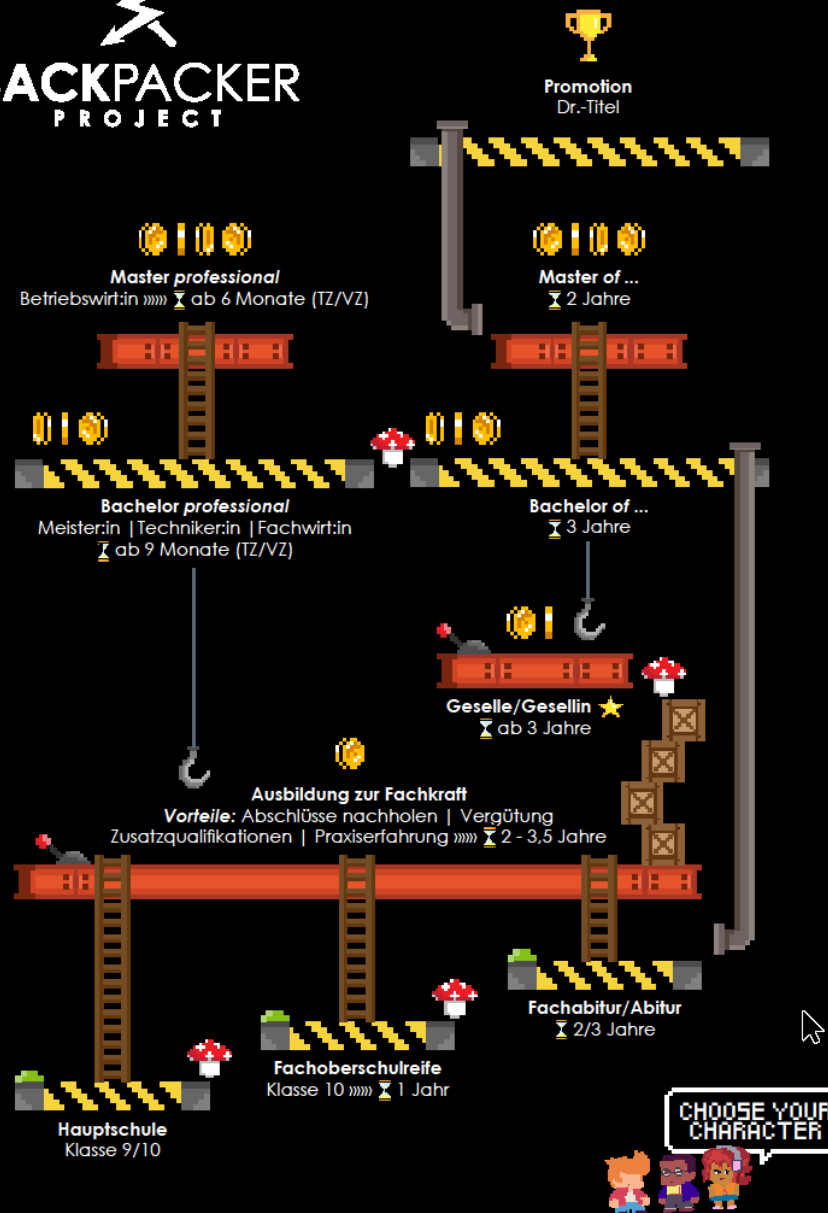 ACKPACKER
PROJECT
Promotion
Dr.-Titel
Master professional
Betriebswirt:in »»» ab 6 Monate (TZ/VZ)
Master of ...
2 Jahre
Bachelor professional
Meister:in | Techniker:in | Fachwirt:in
ab 9 Monate (TZ/VZ)
Bachelor of ...
3 Jahre
Geselle/Gesellin
ab 3 Jahre
Ausbildung zur Fachkraft
Vorteile: Abschlüsse nachholen | Vergütung
Zusatzqualifikationen | Praxiserfahrung »»» 2 - 3,5 Jahre
Fachabitur/Abitur
2/3 Jahre
Fachoberschulreife
Klasse 10 »»» 1 Jahr
Hauptschule
Klasse 9/10
CHOOSE YOUR
CHARACTER